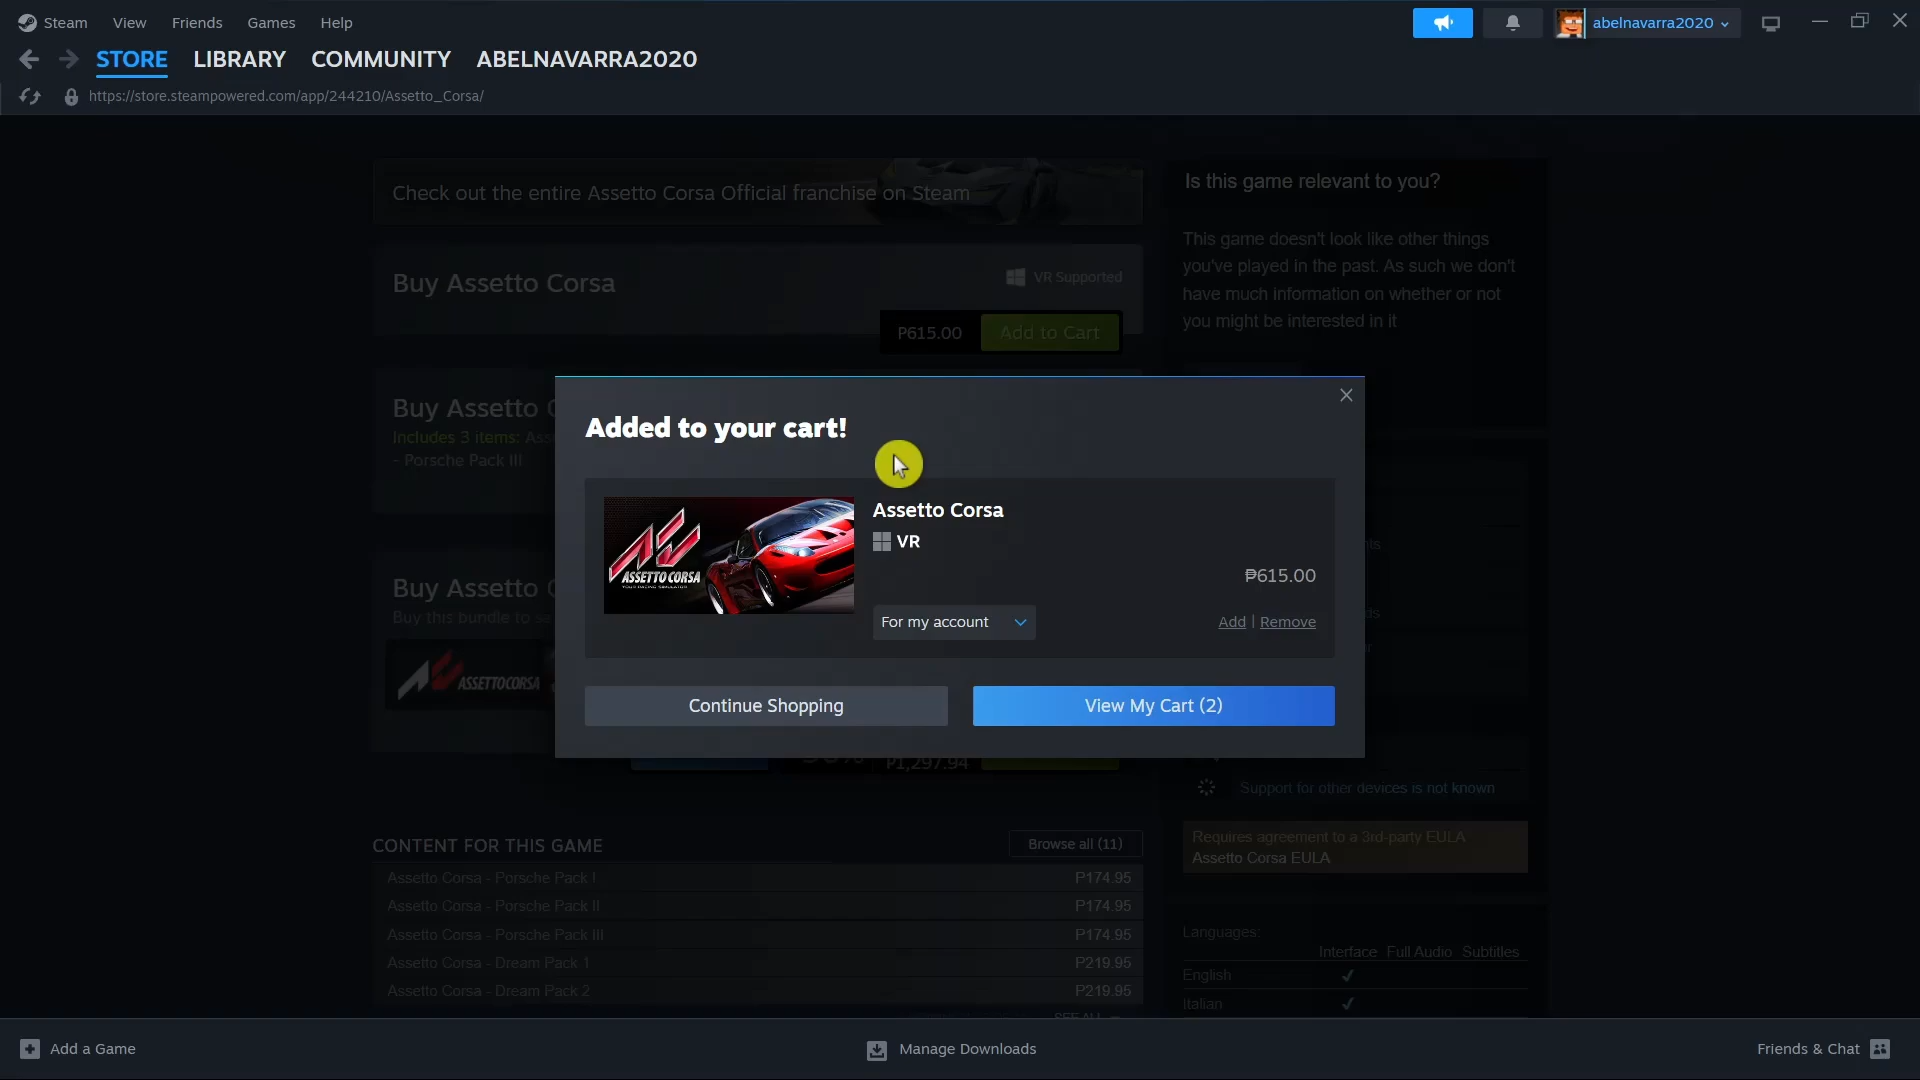 Steam View Friends Games Help
abelnavarra2020
STORE LIBRARY COMMUNITY ABELNAVARRA2020
https://store.steampowered.com/app/244210/Assetto_Corsa/
Check out the entire Assetto Corsa Official franchise on Steam
Is this game relevant to you?
This game doesn't look like other things
you've played in the past. As such we don't
have much information on whether or not
you might be interested in it
Buy Assetto Corsa
VR Supported
P615.00 Add to Cart
Buy Assetto
Includes 3 items:
- Porsche Pack III
Added to your cart!
ASSETTO CORSA
Assetto Corsa
VR
₱615.00
For my account
Add | Remove
Continue Shopping
View My Cart (2)
Buy Assetto
Buy this bundle to
ASSETTO CORSA
P1,297.94
Support for other devices is not known
Requires agreement to a 3rd-party EULA
Assetto Corsa EULA
CONTENT FOR THIS GAME
Browse all (11)
Assetto Corsa - Porsche Pack I P174.95
Assetto Corsa - Porsche Pack II P174.95
Assetto Corsa - Porsche Pack III P174.95
Assetto Corsa - Dream Pack 1 P219.95
Assetto Corsa - Dream Pack 2 P219.95
SEE ALL
Languages:
Interface Full Audio Subtitles
English ✔
Italian ✔
Add a Game
Manage Downloads
Friends & Chat